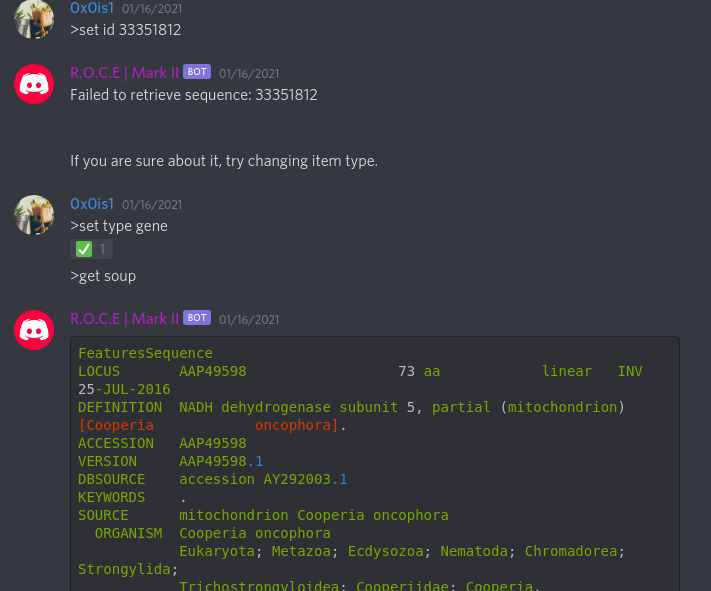 0x0is1 01/16/2021
>set id 33351812
R.O.C.E | Mark II BOT 01/16/2021
Failed to retrieve sequence: 33351812
If you are sure about it, try changing item type.
0x0is1 01/16/2021
>set type gene
1
>get soup
R.O.C.E | Mark II BOT 01/16/2021
FeaturesSequence
LOCUS AAP49598 73 aa linear INV
25-JUL-2016
DEFINITION NADH dehydrogenase subunit 5, partial (mitochondrion)
[Cooperia oncophora].
ACCESSION AAP49598
VERSION AAP49598.1
DBSOURCE accession AY292003.1
KEYWORDS .
SOURCE mitochondrion Cooperia oncophora
ORGANISM Cooperia oncophora
Eukaryota; Metazoa; Ecdysozoa; Nematoda; Chromadorea;
Strongylida;
Trichostrongyloidea; Cooperiidae; Cooperia.